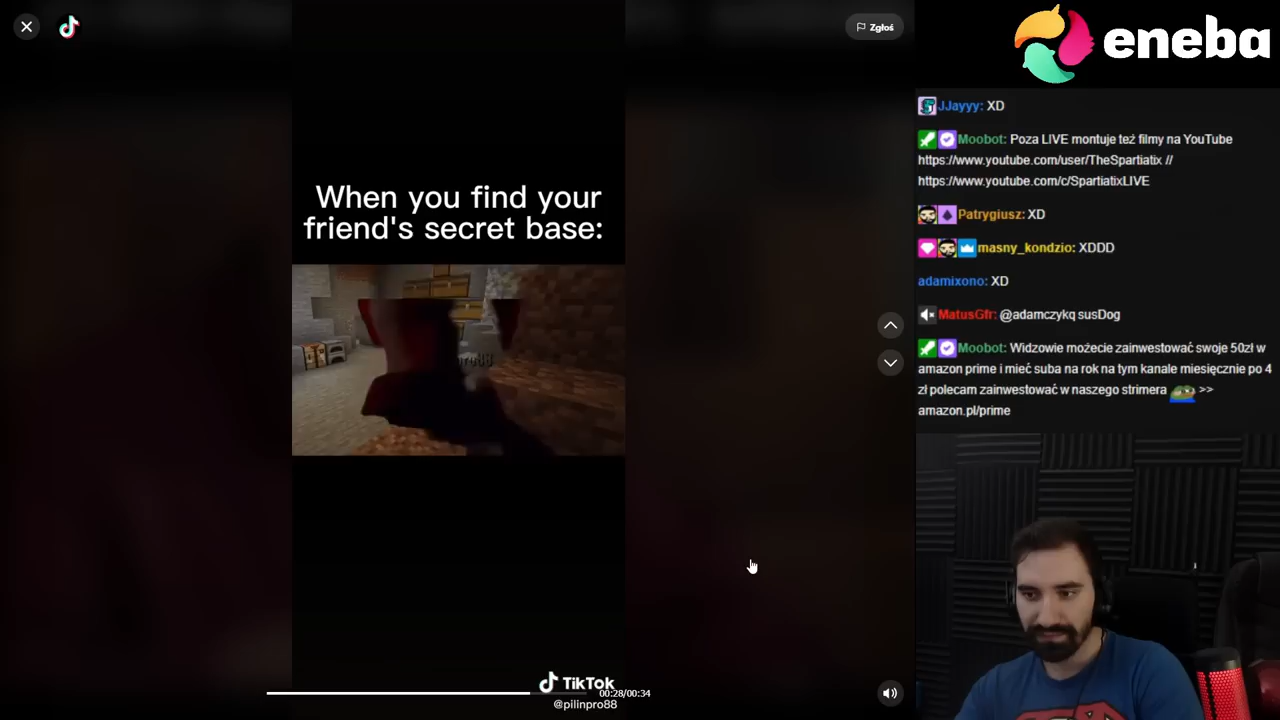 Zgłoś
eneba
When you find your
friend's secret base:
TikTok
00:28/00:34
@pilinpro88
JJayyy: XD
Moobot: Poza LIVE montuje też filmy na YouTube
https://www.youtube.com/user/TheSpartiatix //
https://www.youtube.com/c/SpartiatixLIVE
Patrygiusz: XD
masny_kondzio: XDDD
adamixono: XD
MatusGfr: @adamczykq susDog
Moobot: Widzowie możecie zainwestować swoje 50zł w
amazon prime i mieć suba na rok na tym kanale miesięcznie po 4
zł polecam zainwestować w naszego strimera >>
amazon.pl/prime